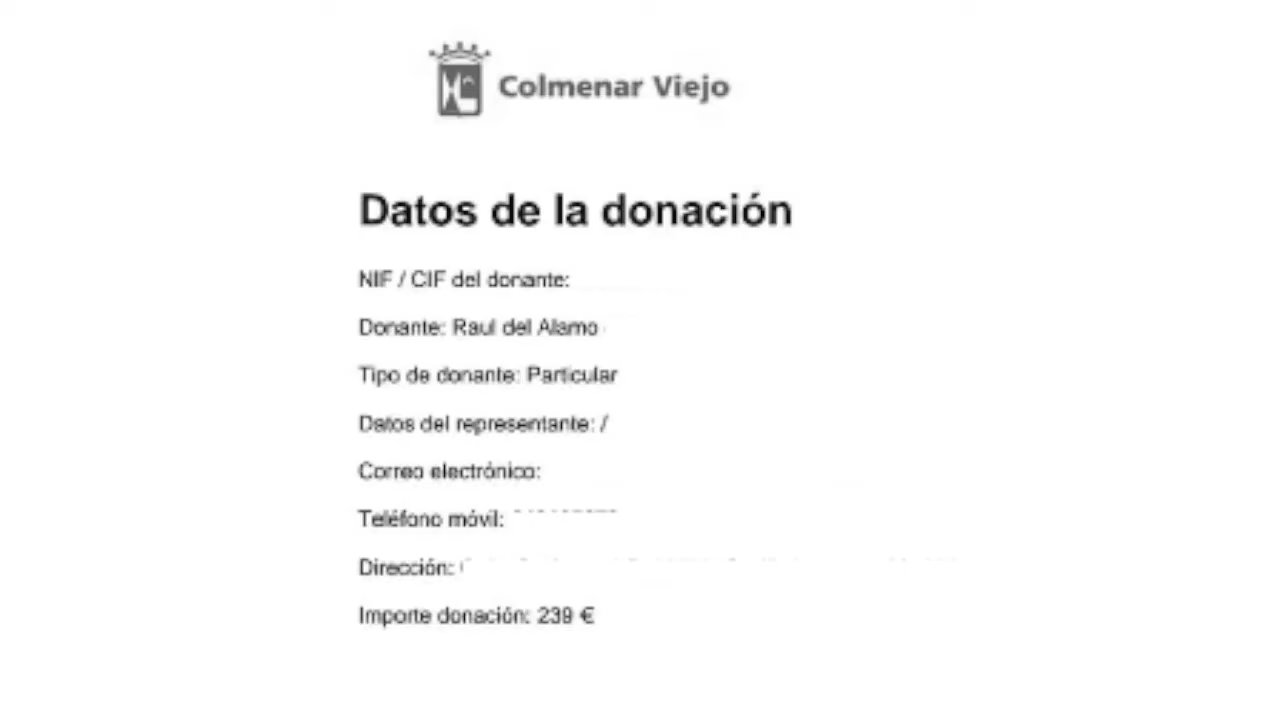 Colmenar Viejo
Datos de la donación
NIF / CIF del donante:
Donante: Raul del Alamo
Tipo de donante: Particular
Datos del representante: /
Correo electrónico:
Teléfono móvil:
Dirección:
Importe donación: 239 €